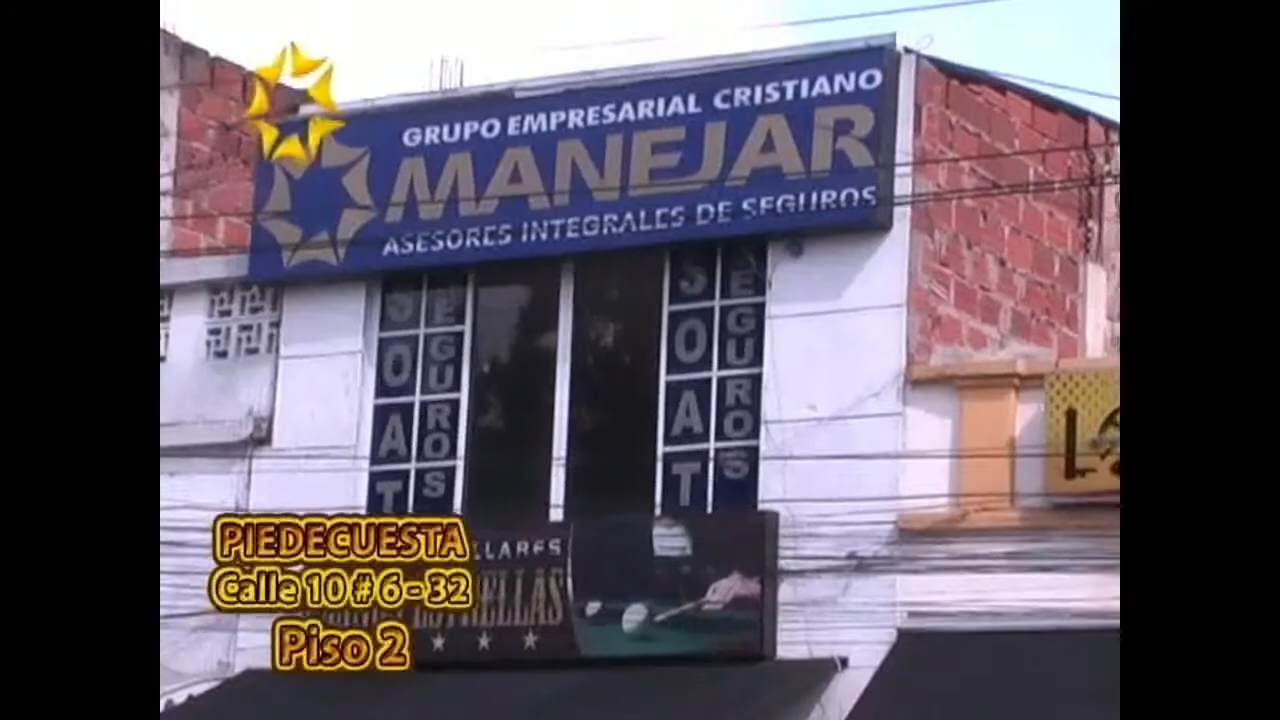 GRUPO EMPRESARIAL CRISTIANO
MANEJAR
ASESORES INTEGRALES DE SEGUROS
SOAT
SEGUROS
SOAT
SEGUROS
PIEDECUESTA
Calle 10 # 6 - 32
Piso 2